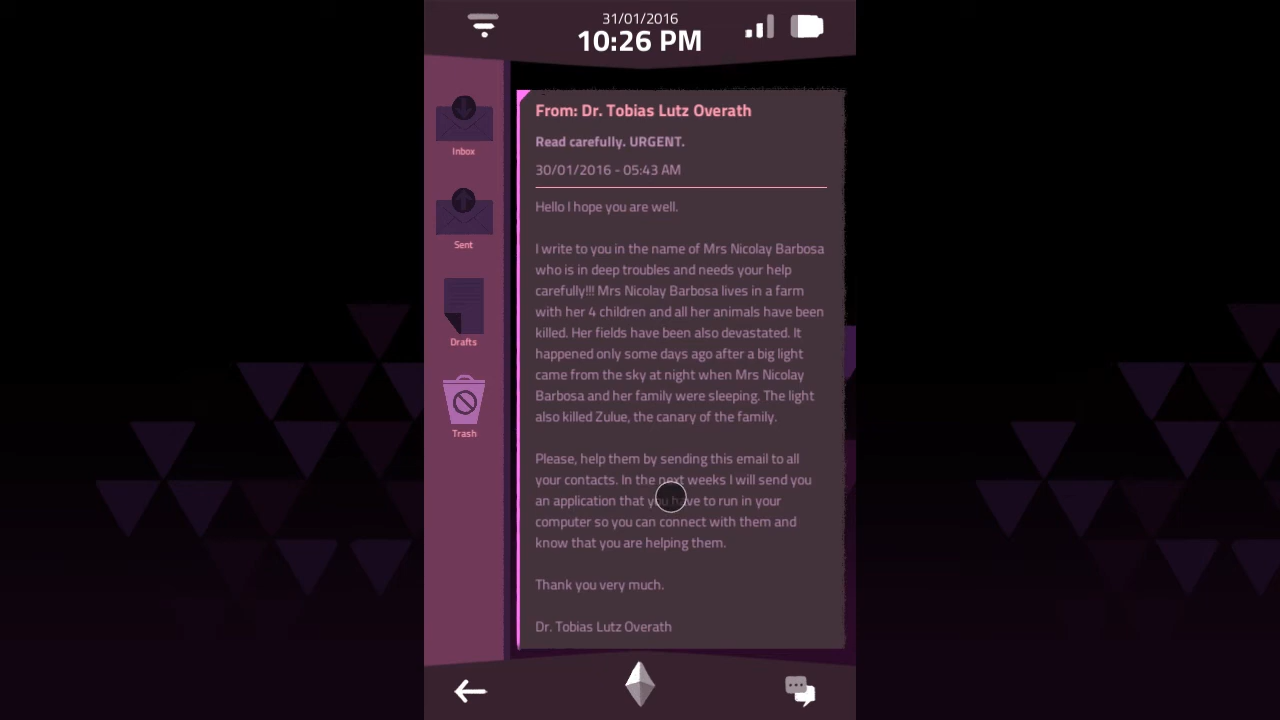 31/01/2016
10:26 PM
Inbox
Sent
Drafts
Trash
From: Dr. Tobias Lutz Overath
Read carefully. URGENT.
30/01/2016 - 05:43 AM
Hello I hope you are well.
I write to you in the name of Mrs Nicolay Barbosa
who is in deep troubles and needs your help
carefully!!! Mrs Nicolay Barbosa lives in a farm
with her 4 children and all her animals have been
killed. Her fields have been also devastated. It
happened only some days ago after a big light
came from the sky at night when Mrs Nicolay
Barbosa and her family were sleeping. The light
also killed Zulue, the canary of the family.
Please, help them by sending this email to all
your contacts. In the next weeks I will send you
an application that you have to run in your
computer so you can connect with them and
know that you are helping them.
Thank you very much.
Dr. Tobias Lutz Overath